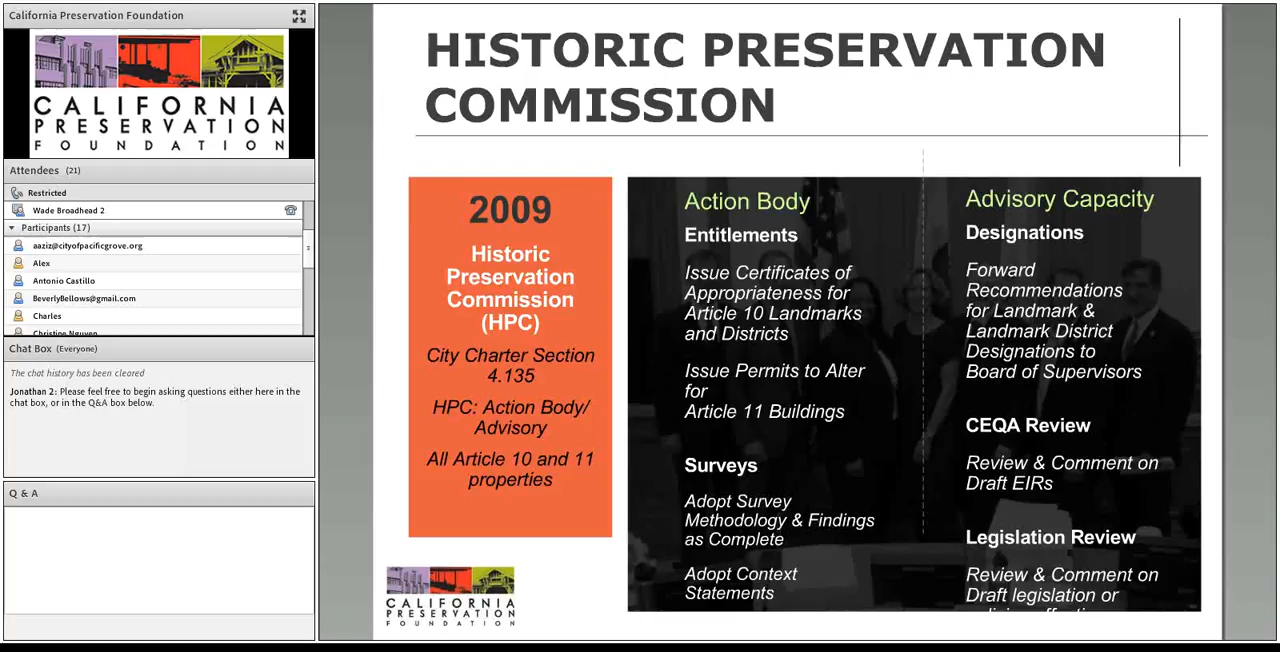 California Preservation Foundation
CALIFORNIA
PRESERVATION
FOUNDATION
Attendees (21)
Restricted
Wade Broadhead 2
Participants (17)
aaziz@cityofpacificgrove.org
Alex
Antonio Castillo
BeverlyBellows@gmail.com
Charles
Christine Nguyen
Chat Box (Everyone)
The chat history has been cleared
Jonathan 2: Please feel free to begin asking questions either here in the
chat box, or in the Q&A box below.
Q & A
HISTORIC PRESERVATION
COMMISSION
2009
Historic
Preservation
Commission
(HPC)
City Charter Section
4.135
HPC: Action Body/
Advisory
All Article 10 and 11
properties
Action Body
Entitlements
Issue Certificates of
Appropriateness for
Article 10 Landmarks
and Districts
Issue Permits to Alter
for
Article 11 Buildings
Surveys
Adopt Survey
Methodology & Findings
as Complete
Adopt Context
Statements
Advisory Capacity
Designations
Forward
Recommendations
for Landmark &
Landmark District
Designations to
Board of Supervisors
CEQA Review
Review & Comment on
Draft EIRs
Legislation Review
Review & Comment on
Draft legislation or
CALIFORNIA
PRESERVATION
FOUNDATION